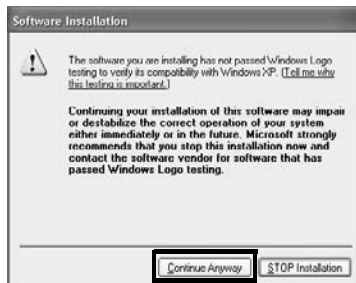 Software Installation
The software you are installing has not passed Windows Logo
testing to verify its compatibility with Windows XP. (Tell me why
this testing is important.)
Continuing your installation of this software may impair
or destabilize the correct operation of your system
either immediately or in the future. Microsoft strongly
recommends that you stop this installation now and
contact the software vendor for software that has
passed Windows Logo testing.
Continue Anyway
STOP Installation